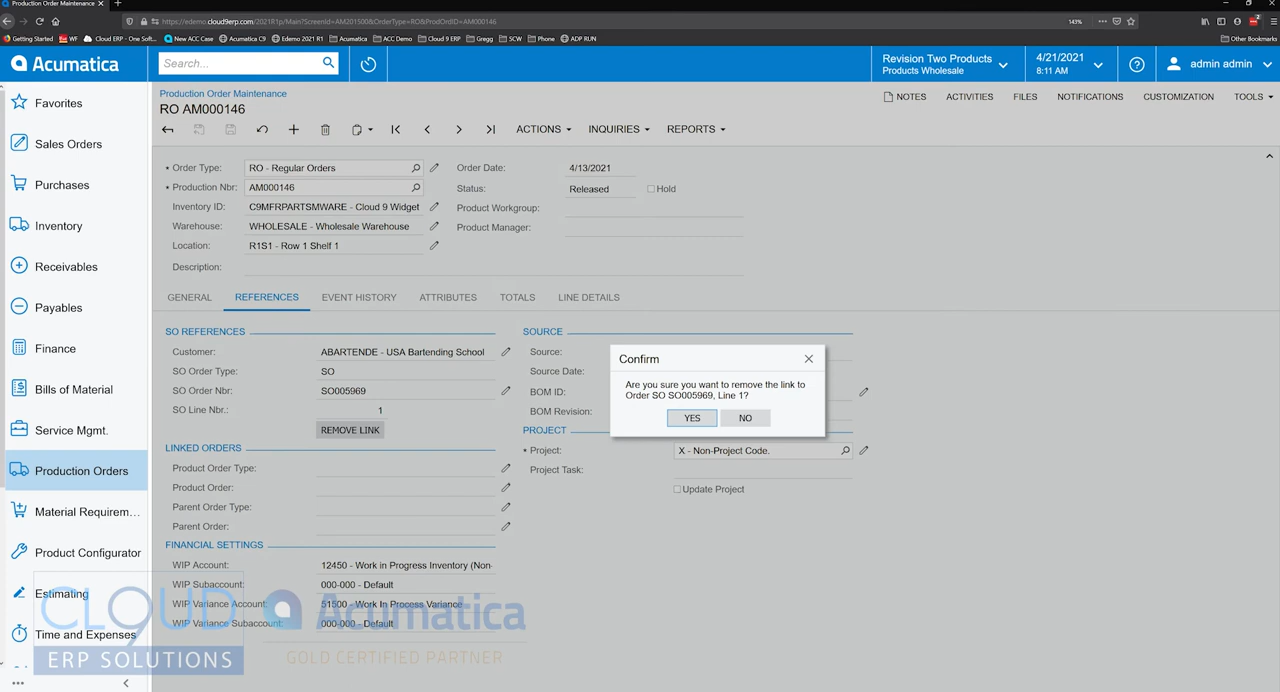 Production Order Maintenance
https://edemo.cloud9erp.com/2021R1p/Main?ScreenId=AM201500&OrderType=RO&ProdOrdID=AM000146
143%
Getting Started WF Cloud ERP - One Soft... New ACC Case Acumatica C9 Edemo 2021 R1 Acumatica ACC Demo Cloud 9 ERP Gregg SCW Phone ADP RUN Other Bookmarks
Acumatica
Search...
Revision Two Products
Products Wholesale
4/21/2021
8:11 AM
admin admin
Favorites
Sales Orders
Purchases
Inventory
Receivables
Payables
Finance
Bills of Material
Service Mgmt.
Production Orders
Material Requirem...
Product Configurator
Estimating
Time and Expenses
Production Order Maintenance
RO AM000146
NOTES ACTIVITIES FILES NOTIFICATIONS CUSTOMIZATION TOOLS
ACTIONS INQUIRIES REPORTS
Order Type: RO - Regular Orders
Production Nbr: AM000146
Inventory ID: C9MFRPARTSMWARE - Cloud 9 Widget
Warehouse: WHOLESALE - Wholesale Warehouse
Location: R1S1 - Row 1 Shelf 1
Description:
Order Date: 4/13/2021
Status: Released Hold
Product Workgroup:
Product Manager:
GENERAL REFERENCES EVENT HISTORY ATTRIBUTES TOTALS LINE DETAILS
SO REFERENCES
Customer: ABARTENDE - USA Bartending School
SO Order Type: SO
SO Order Nbr: SO005969
SO Line Nbr.: 1
REMOVE LINK
LINKED ORDERS
Product Order Type:
Product Order:
Parent Order Type:
Parent Order:
FINANCIAL SETTINGS
WIP Account: 12450 - Work in Progress Inventory (Non-
WIP Subaccount: 000-000 - Default
WIP Variance Account: 51500 - Work In Process Variance
WIP Variance Subaccount: 000-000 - Default
SOURCE
Source:
Source Date:
BOM ID:
BOM Revision:
PROJECT
Project: X - Non-Project Code.
Project Task:
Update Project
Confirm
Are you sure you want to remove the link to
Order SO SO005969, Line 1?
YES NO
CLOUD9
ERP SOLUTIONS
Acumatica
GOLD CERTIFIED PARTNER